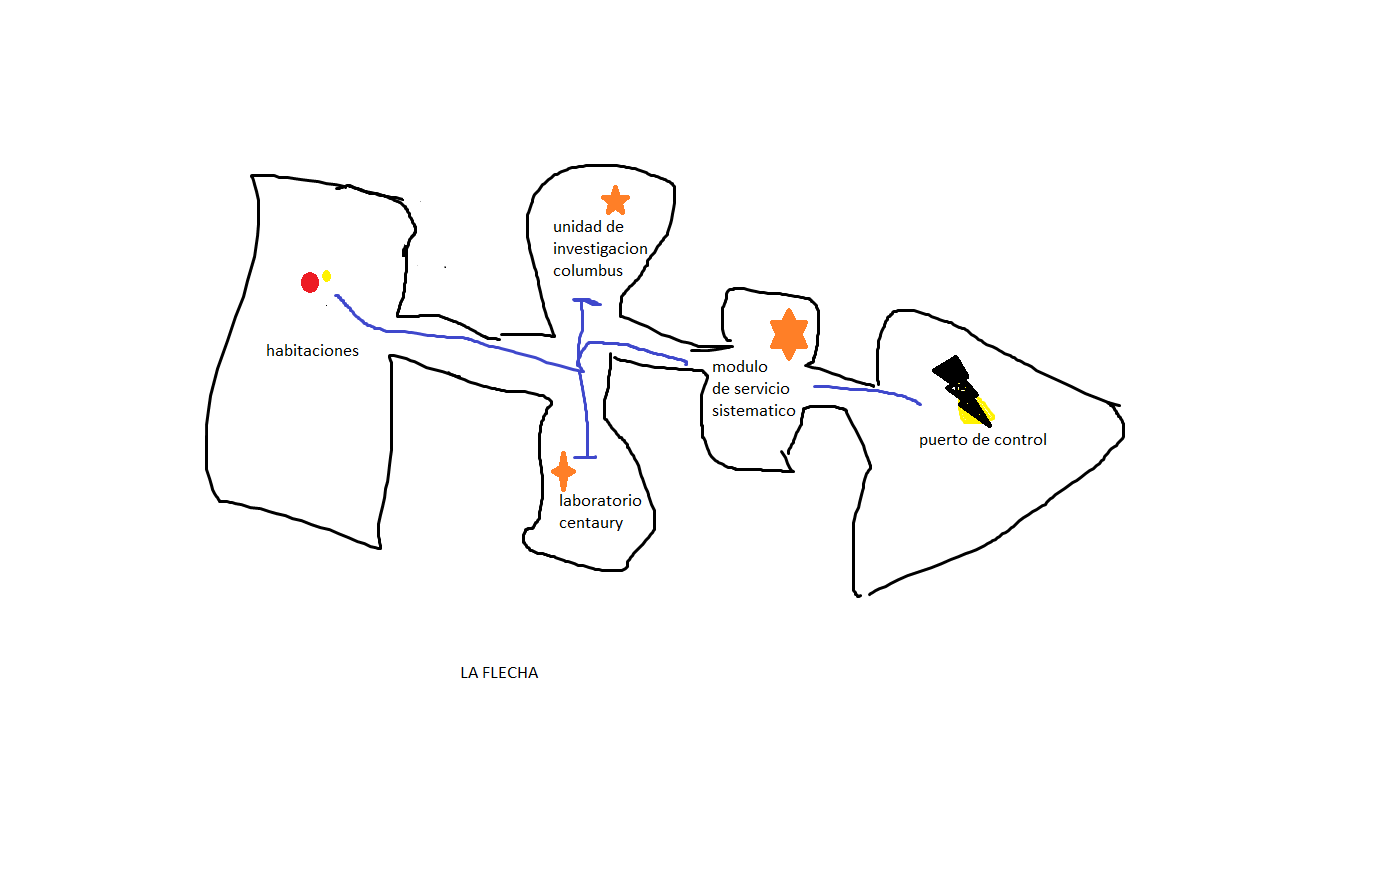 unidad de
investigacion
columbus
habitaciones
modulo
de servicio
sistematico
puerto de control
laboratorio
centaury
LA FLECHA